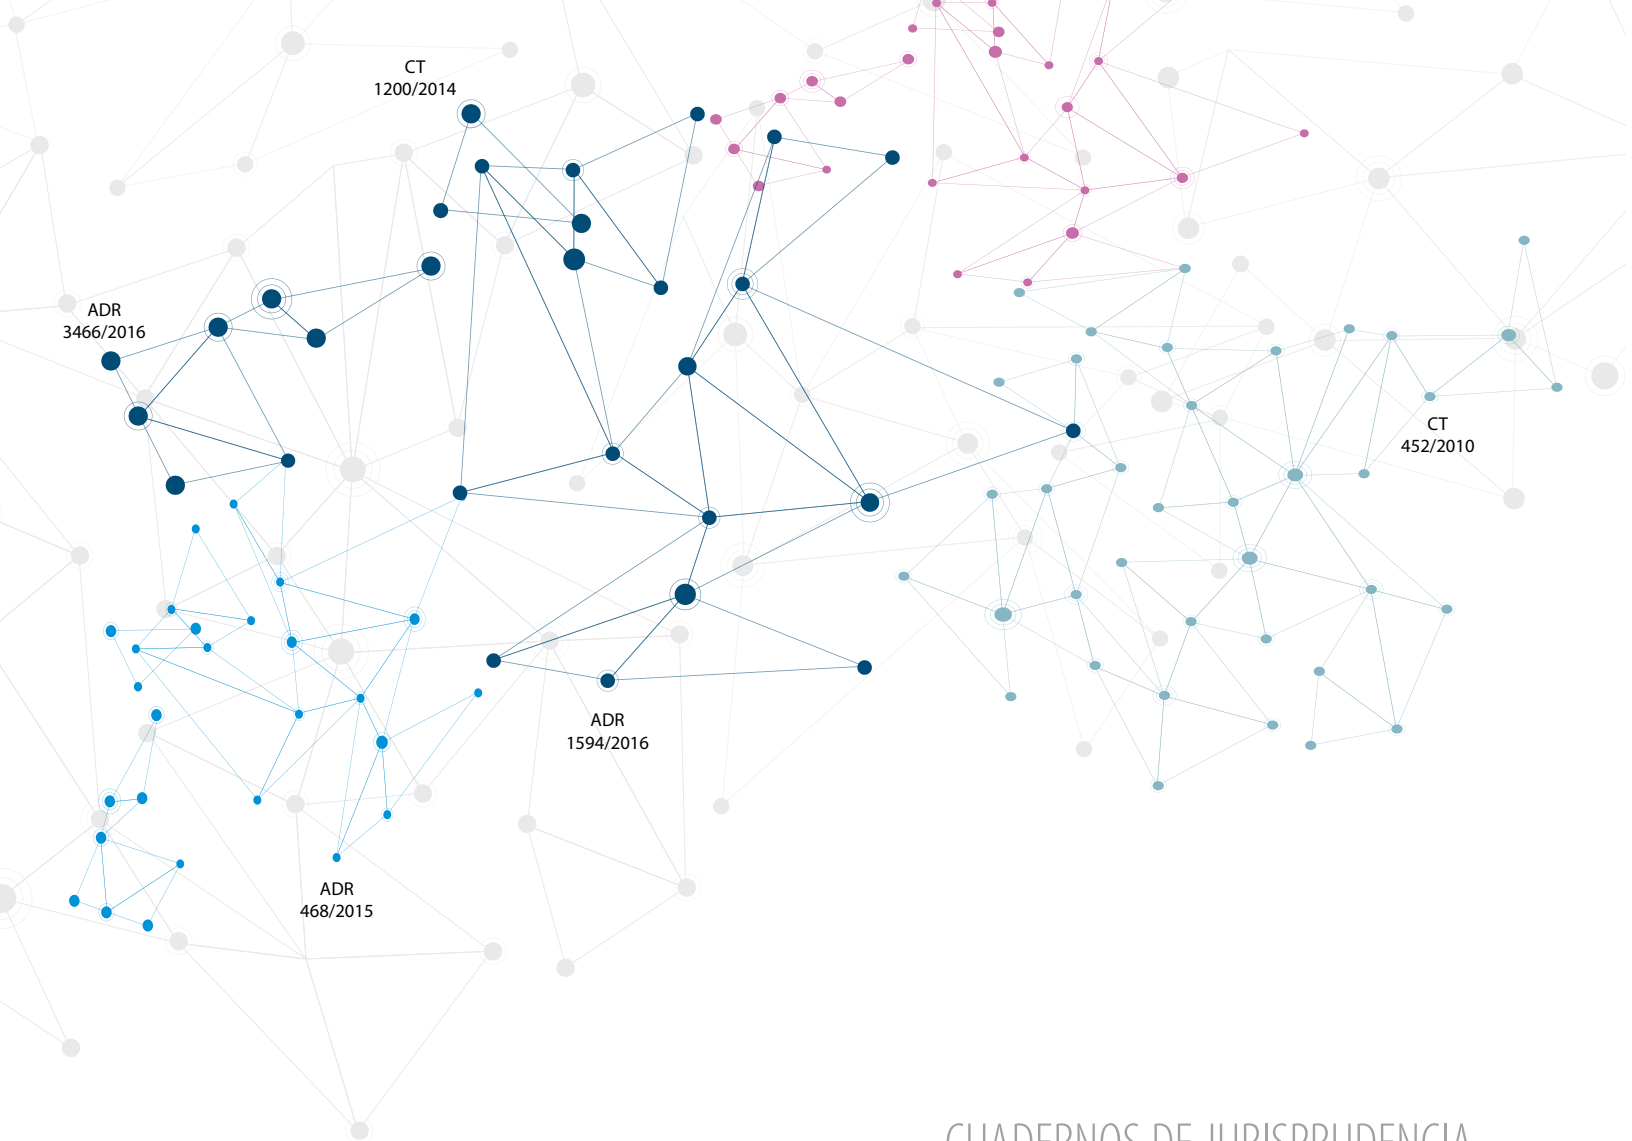 CT
1200/2014
ADR
3466/2016
CT
452/2010
ADR
1594/2016
ADR
468/2015
CUADERNOS DE JURISPRUDENCIA